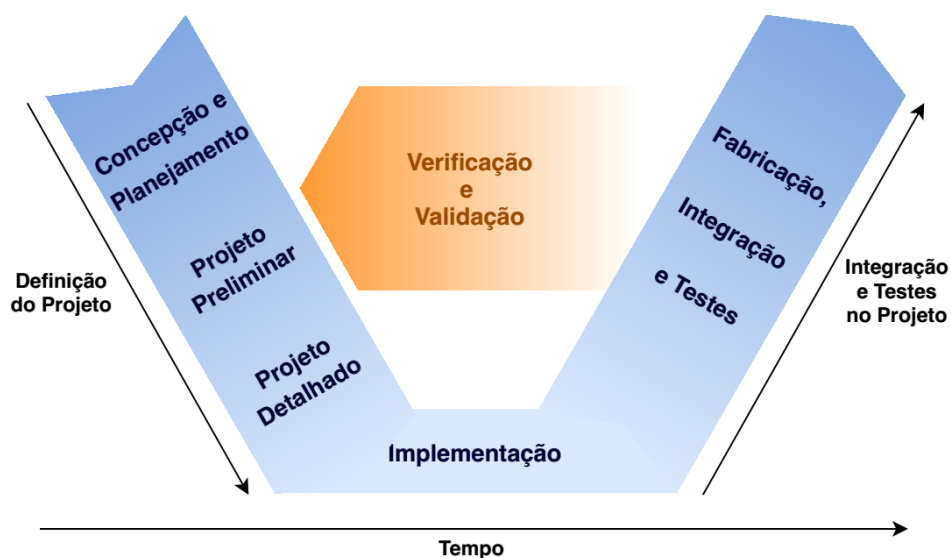 Concepção e
Planejamento
Projeto
Preliminar
Projeto
Detalhado
Definição
do Projeto
Verificação
e
Validação
Implementação
Fabricação,
Integração
e Testes
Integração
e Testes
no Projeto
Tempo